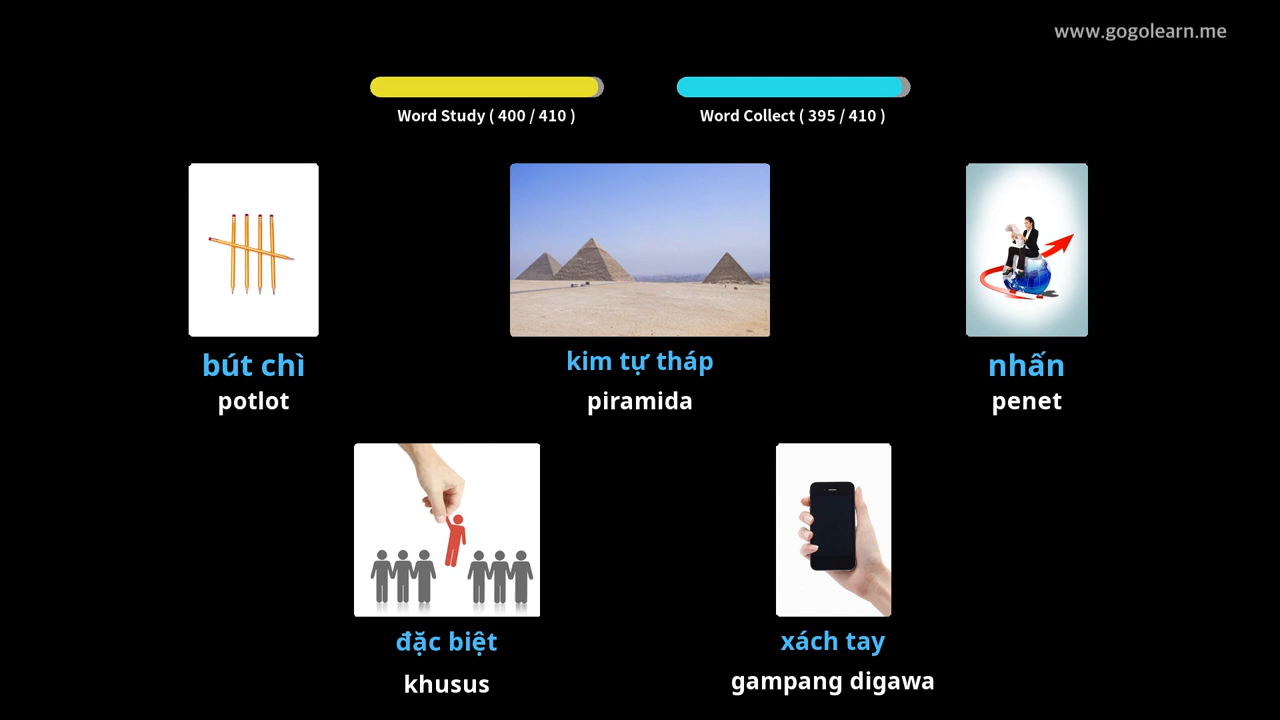 www.gogolearn.me
Word Study ( 400 / 410 )
Word Collect ( 395 / 410 )
bút chì
potlot
kim tự tháp
piramida
nhấn
penet
đặc biệt
khusus
xách tay
gampang digawa